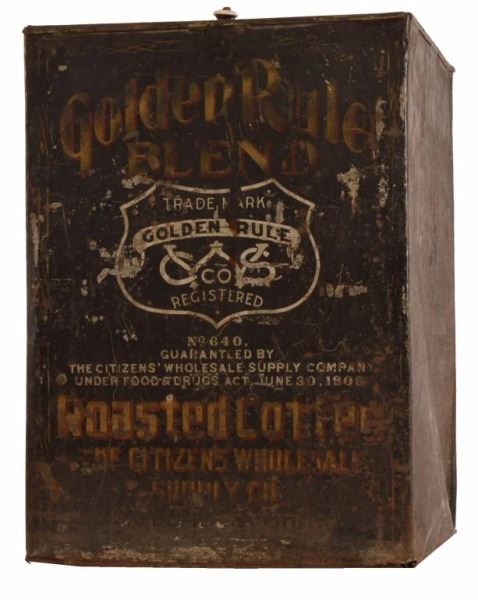 Golden Rule
BLEND
TRADE MARK
GOLDEN RULE
CWS
CO
REGISTERED
No 640,
GUARANTEED BY
THE CITIZENS' WHOLESALE SUPPLY COMPANY
UNDER FOOD & DRUGS ACT, JUNE 30, 1906
Roasted Coffee
THE CITIZENS WHOLESALE
SUPPLY CO.